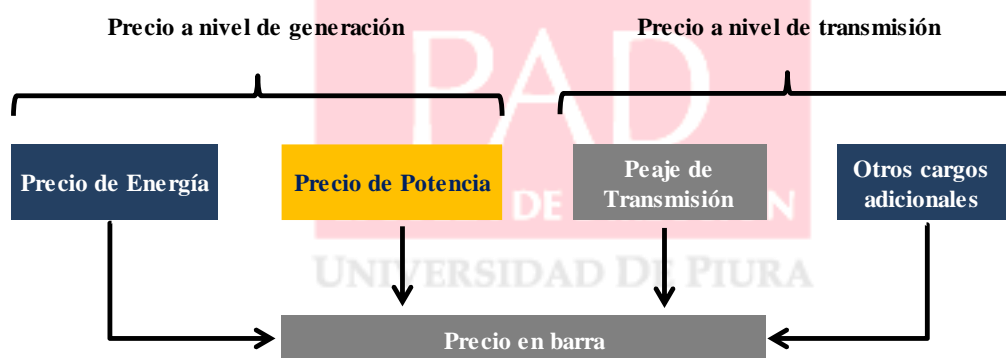 Precio a nivel de generación
Precio a nivel de transmisión
PAD
Precio de Energía
Precio de Potencia
Peaje de
Transmisión
Otros cargos
adicionales
DE
N
UNIVERSIDAD DE PIURA
Precio en barra